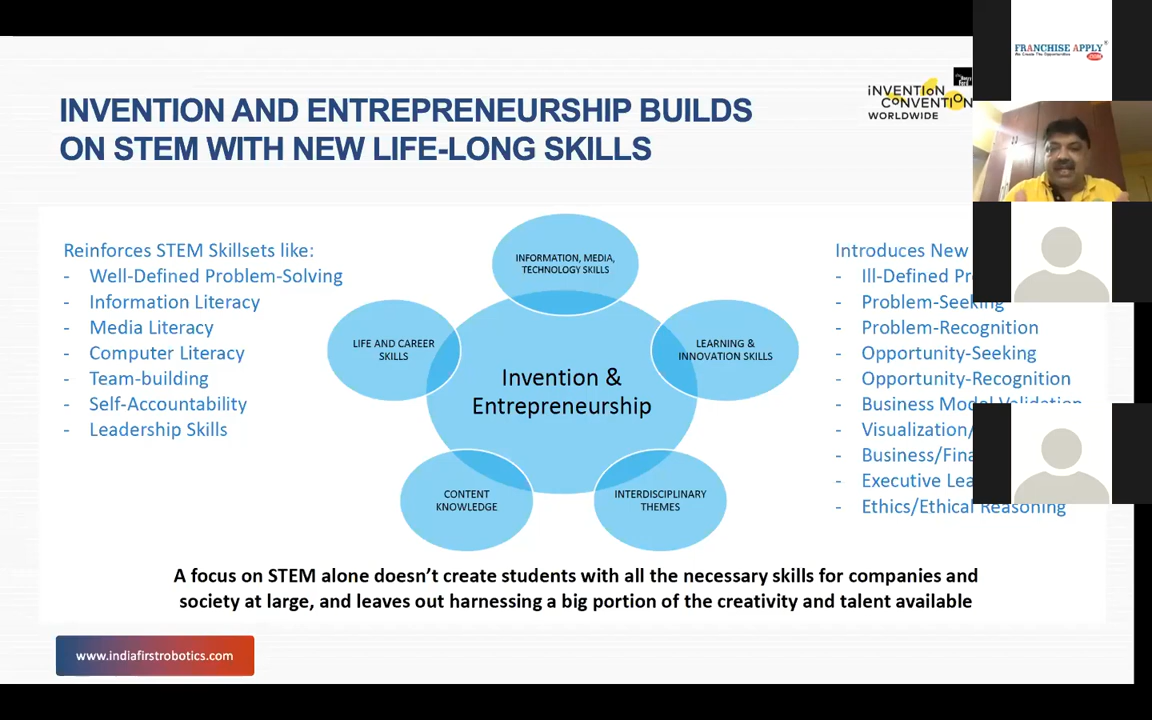 INVENTION AND ENTREPRENEURSHIP BUILDS
ON STEM WITH NEW LIFE-LONG SKILLS
iNVENTiON
CONVENTiON
WORLDWIDE
FRANCHISE APPLY
We Create The Opportunities
.com
Reinforces STEM Skillsets like:
- Well-Defined Problem-Solving
- Information Literacy
- Media Literacy
- Computer Literacy
- Team-building
- Self-Accountability
- Leadership Skills
INFORMATION, MEDIA,
TECHNOLOGY SKILLS
LIFE AND CAREER
SKILLS
LEARNING &
INNOVATION SKILLS
Invention &
Entrepreneurship
CONTENT
KNOWLEDGE
INTERDISCIPLINARY
THEMES
Introduces New
- Ill-Defined
- Problem-Seeking
- Problem-Recognition
- Opportunity-Seeking
- Opportunity-Recognition
- Business Model Validation
- Visualization/
- Business/
- Executive
- Ethics/Ethical Reasoning
A focus on STEM alone doesn't create students with all the necessary skills for companies and
society at large, and leaves out harnessing a big portion of the creativity and talent available
www.indiafirstrobotics.com